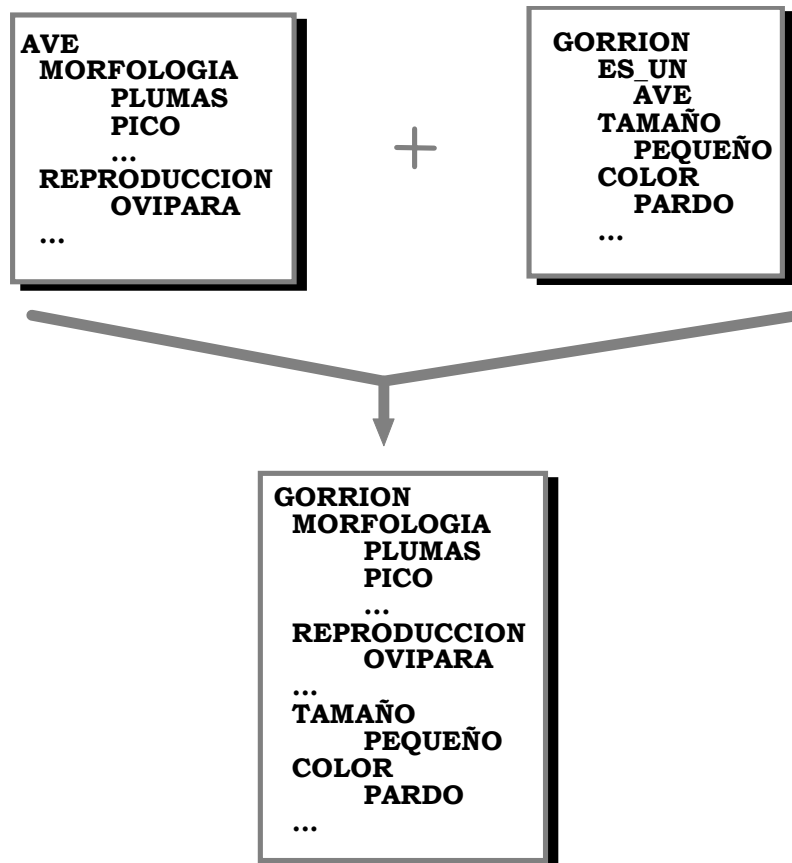 AVE
MORFOLOGIA
PLUMAS
PICO
...
REPRODUCCION
OVIPARA
...
+
GORRION
ES_UN
AVE
TAMAÑO
PEQUEÑO
COLOR
PARDO
...
GORRION
MORFOLOGIA
PLUMAS
PICO
...
REPRODUCCION
OVIPARA
...
TAMAÑO
PEQUEÑO
COLOR
PARDO
...